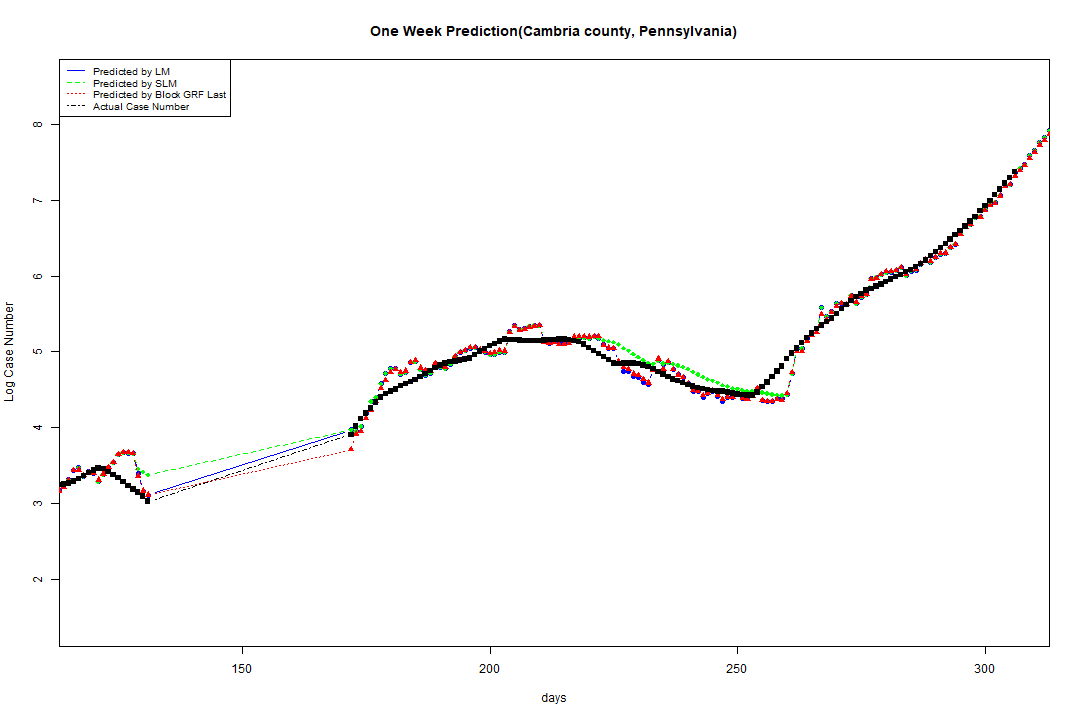 One Week Prediction(Cambria county, Pennsylvania)
Predicted by LM
Predicted by SLM
Predicted by Block GRF Last
Actual Case Number
8
7
6
5
4
3
2
Log Case Number
150 200 250 300
days